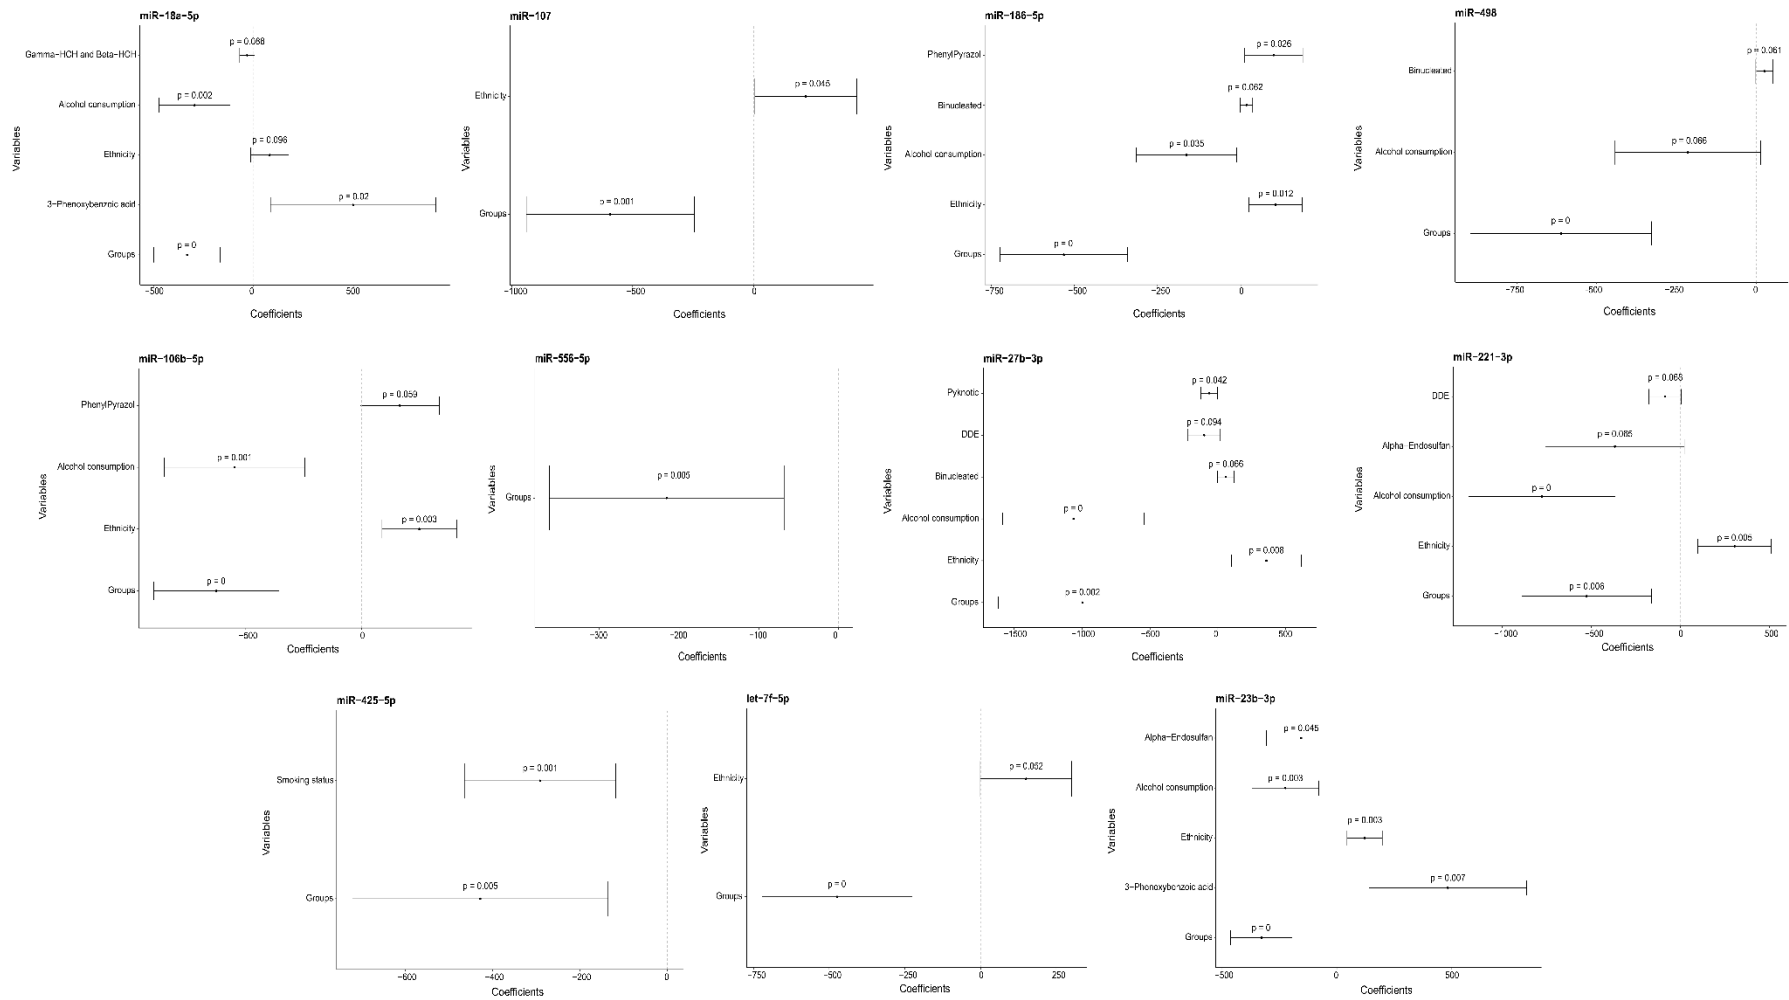 miR-18a-5p
Gamma-HCH and Beta-HCH
p = 0.068
Alcohol consumption
p = 0.002
Ethnicity
p = 0.096
3-Phenoxybenzoic acid
p = 0.02
Groups
p = 0
Variables
-500 0 500
Coefficients
miR-107
Ethnicity
p = 0.045
Groups
p = 0.001
Variables
-1000 -500 0
Coefficients
miR-186-5p
PhenylPyrazol
p = 0.026
Binucleated
p = 0.062
Alcohol consumption
p = 0.035
Ethnicity
p = 0.012
Groups
p = 0
Variables
-750 -500 -250 0
Coefficients
miR-498
Binucleated
p = 0.061
Alcohol consumption
p = 0.066
Groups
p = 0
Variables
-750 -500 -250 0
Coefficients
miR-106b-5p
PhenylPyrazol
p = 0.059
Alcohol consumption
p = 0.001
Ethnicity
p = 0.003
Groups
p = 0
Variables
-500 0
Coefficients
miR-556-5p
Groups
p = 0.005
Variables
-300 -200 -100 0
Coefficients
miR-27b-3p
Pyknotic
p = 0.042
DDE
p = 0.094
Binucleated
p = 0.066
Alcohol consumption
p = 0
Ethnicity
p = 0.008
Groups
p = 0.002
Variables
-1500 -1000 -500 0 500
Coefficients
miR-221-3p
DDE
p = 0.068
Alpha-Endosulfan
p = 0.065
Alcohol consumption
p = 0
Ethnicity
p = 0.005
Groups
p = 0.006
Variables
-1000 -500 0 500
Coefficients
miR-425-5p
Smoking status
p = 0.001
Groups
p = 0.005
Variables
-600 -400 -200 0
Coefficients
let-7f-5p
Ethnicity
p = 0.052
Groups
p = 0
Variables
-750 -500 -250 0 250
Coefficients
miR-23b-3p
Alpha-Endosulfan
p = 0.045
Alcohol consumption
p = 0.003
Ethnicity
p = 0.003
3-Phenoxybenzoic acid
p = 0.007
Groups
p = 0
Variables
-500 0 500
Coefficients